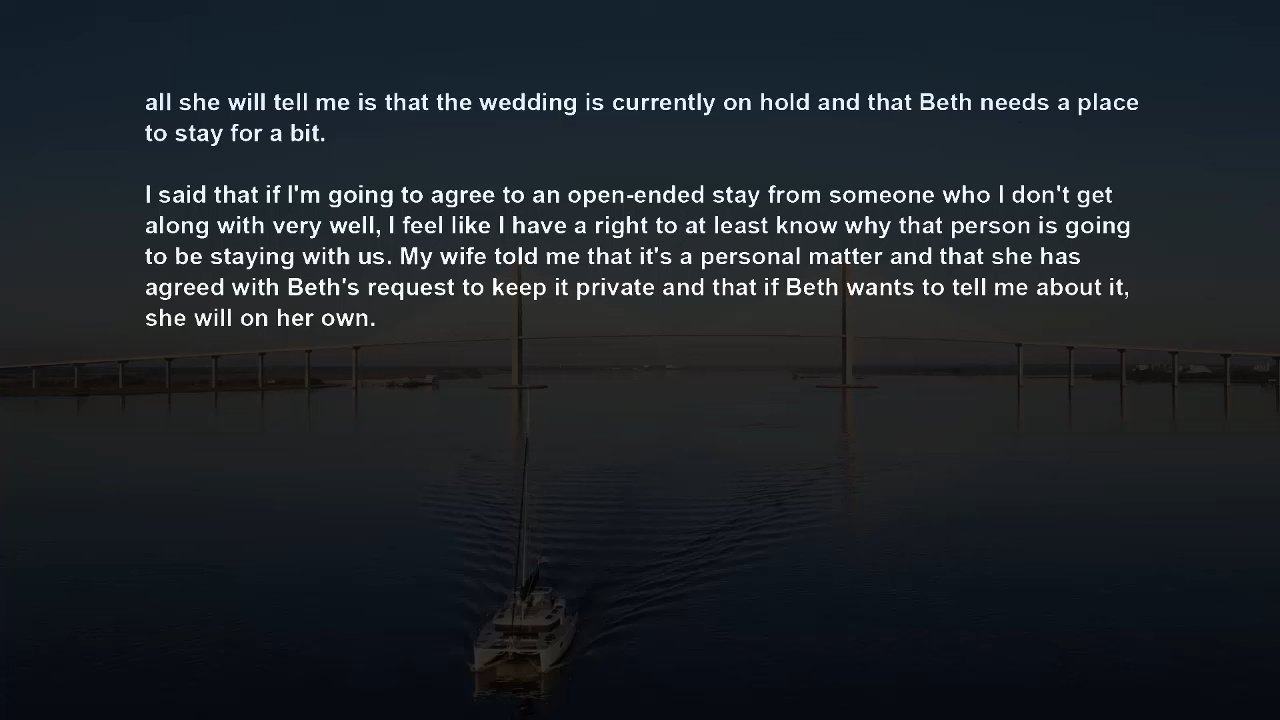 all she will tell me is that the wedding is currently on hold and that Beth needs a place
to stay for a bit.
I said that if I'm going to agree to an open-ended stay from someone who I don't get
along with very well, I feel like I have a right to at least know why that person is going
to be staying with us. My wife told me that it's a personal matter and that she has
agreed with Beth's request to keep it private and that if Beth wants to tell me about it,
she will on her own.